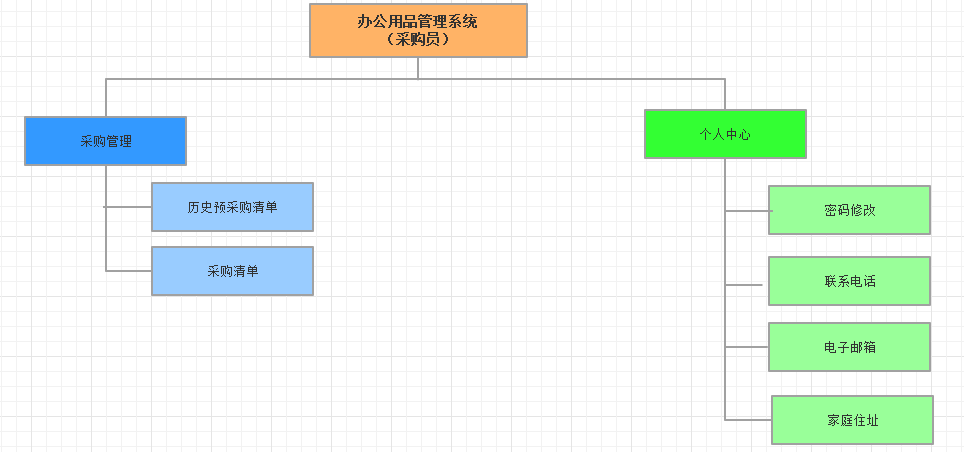 办公用品管理系统
（采购员）
采购管理
个人中心
历史预采购清单
密码修改
采购清单
联系电话
电子邮箱
家庭住址